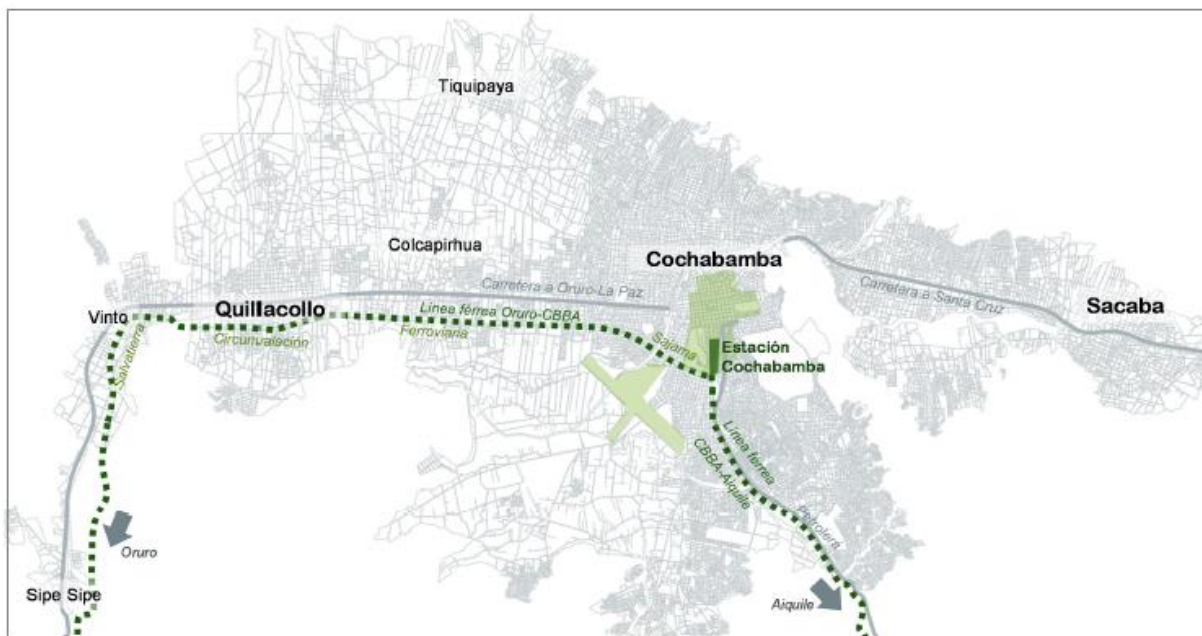 Tiquipaya
Colcapirhua
Cochabamba
Carretera a Oruro-La Paz
Carretera a Santa Cruz
Sacaba
Vinto
Quillacollo
Línea férrea Oruro-CBBA
Salvatierra
Circunvalación
Ferroviaria
Sajama
Estación
Cochabamba
Línea férrea
CBBA-Aiquile
Petrolera
Oruro
Sipe Sipe
Aiquile